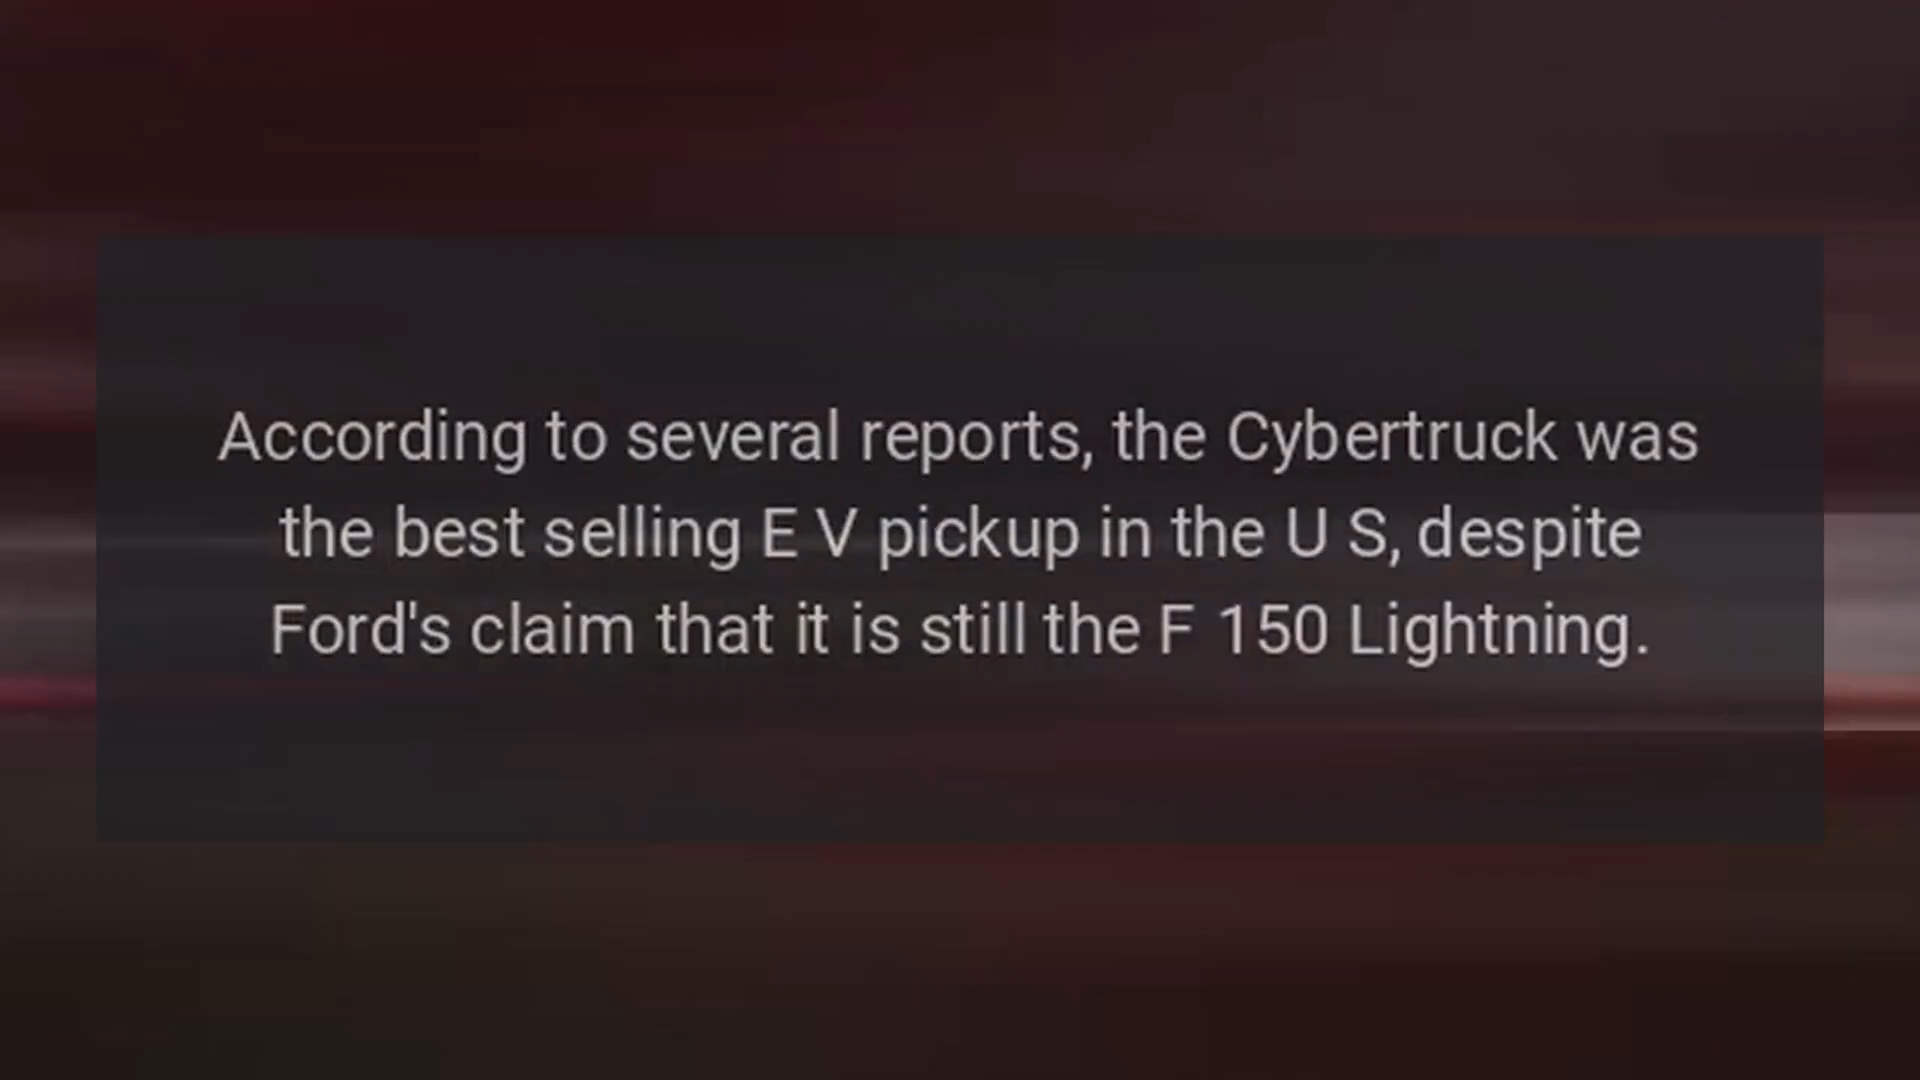 According to several reports, the Cybertruck was
the best selling E V pickup in the U S, despite
Ford's claim that it is still the F 150 Lightning.